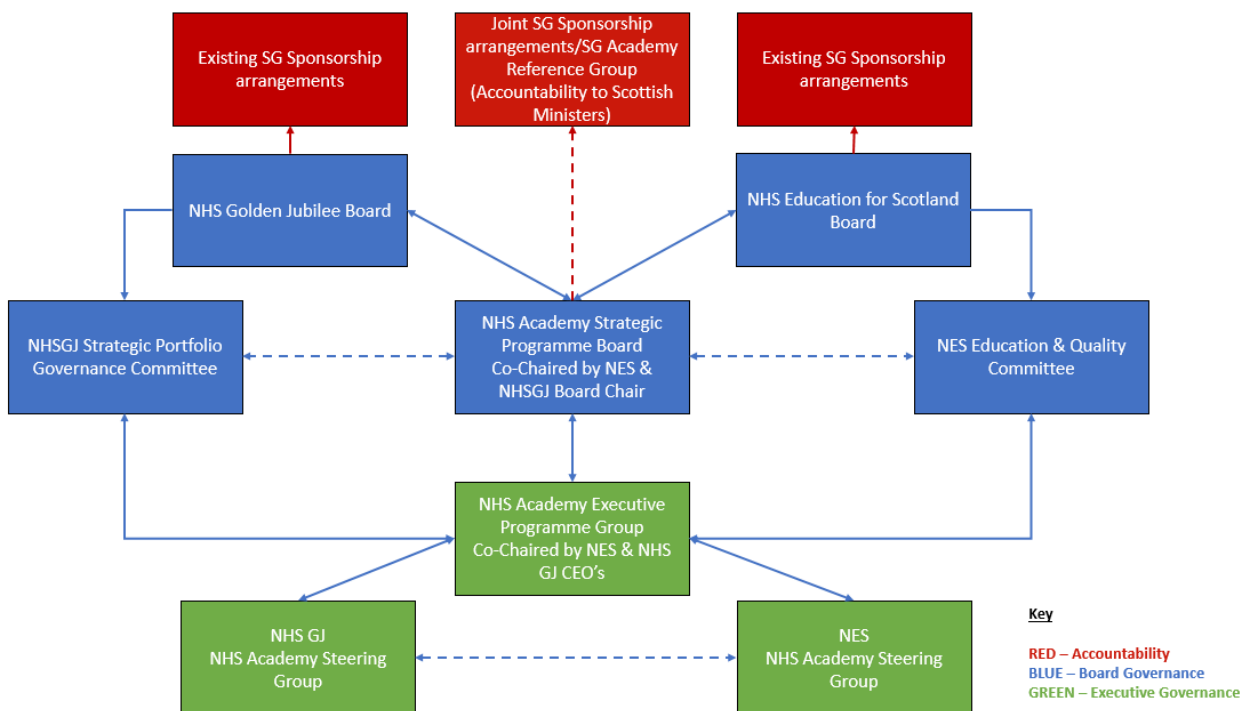 Existing SG Sponsorship
arrangements
Joint SG Sponsorship
arrangements/SG Academy
Reference Group
(Accountability to Scottish
Ministers)
Existing SG Sponsorship
arrangements
NHS Golden Jubilee Board
NHS Education for Scotland
Board
NHSGJ Strategic Portfolio
Governance Committee
NHS Academy Strategic
Programme Board
Co-Chaired by NES &
NHSGJ Board Chair
NES Education & Quality
Committee
NHS Academy Executive
Programme Group
Co-Chaired by NES & NHS
GJ CEO’s
NHS GJ
NHS Academy Steering
Group
NES
NHS Academy Steering
Group
Key
RED – Accountability
BLUE – Board Governance
GREEN – Executive Governance